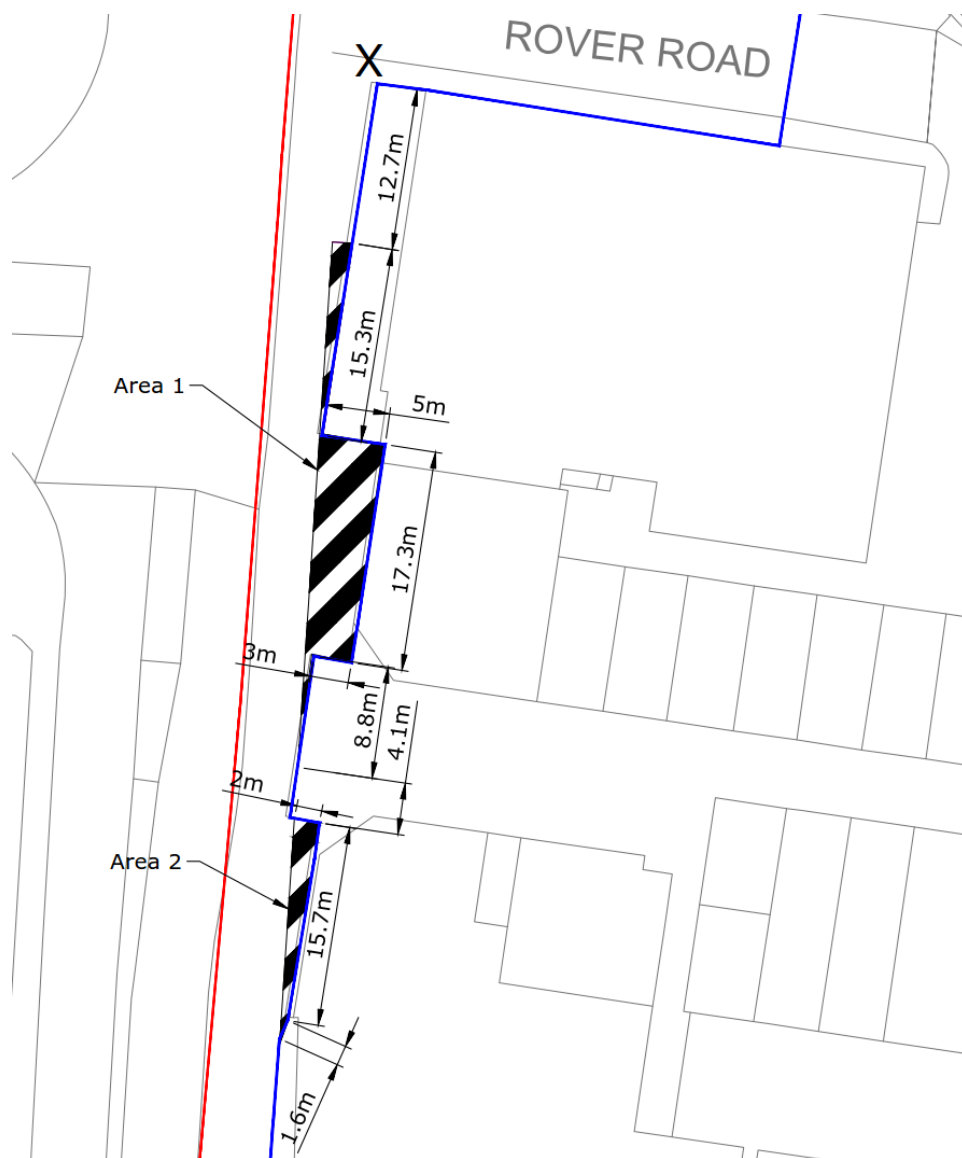 ROVER ROAD
X
12.7m
15.3m
Area 1
5m
17.3m
3m
8.8m
4.1m
2m
Area 2
15.7m
1.6m